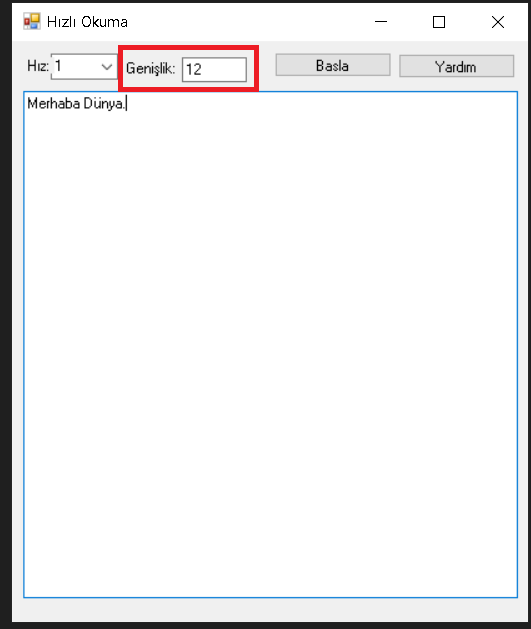 Hızlı Okuma
Hız: 1 Genişlik: 12 Basla Yardım
Merhaba Dünya.